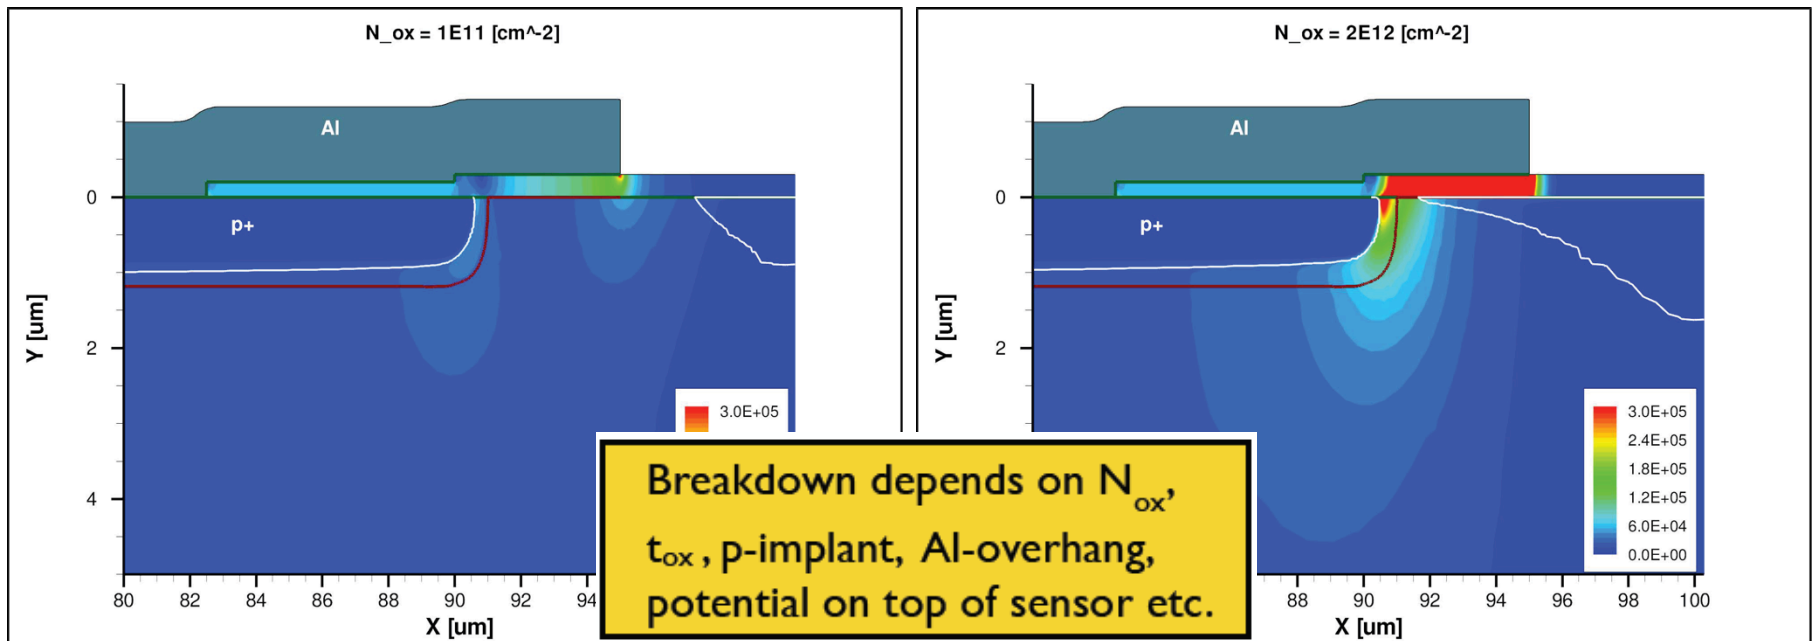 N_ox = 1E11 [cm^-2]
Al
p+
0
2
4
Y [um]
80 82 84 86 88 90 92 94
X [um]
3.0E+05
N_ox = 2E12 [cm^-2]
Al
p+
0
2
Y [um]
88 90 92 94 96 98 100
X [um]
3.0E+05
2.4E+05
1.8E+05
1.2E+05
6.0E+04
0.0E+00
Breakdown depends on Nox,
tox, p-implant, Al-overhang,
potential on top of sensor etc.